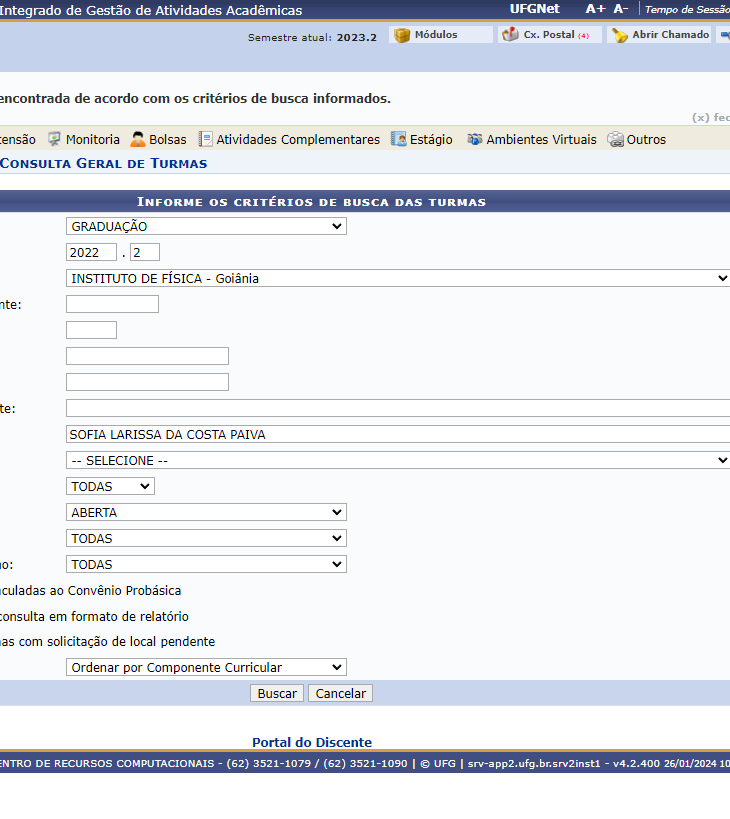 Integrado de Gestão de Atividades Acadêmicas UFGNet A+ A- Tempo de Sessão
Semestre atual: 2023.2 Módulos Cx. Postal (4) Abrir Chamado
encontrada de acordo com os critérios de busca informados.
(x) fec
tensão Monitoria Bolsas Atividades Complementares Estágio Ambientes Virtuais Outros
Consulta Geral de Turmas
Informe os critérios de busca das turmas
GRADUAÇÃO
2022 . 2
INSTITUTO DE FÍSICA - Goiânia
nte:
te:
SOFIA LARISSA DA COSTA PAIVA
-- SELECIONE --
TODAS
ABERTA
TODAS
ão: TODAS
culadas ao Convênio Probásica
consulta em formato de relatório
nas com solicitação de local pendente
Ordenar por Componente Curricular
Buscar Cancelar
Portal do Discente
ENTRO DE RECURSOS COMPUTACIONAIS - (62) 3521-1079 / (62) 3521-1090 | © UFG | srv-app2.ufg.br.srv2inst1 - v4.2.400 26/01/2024 10